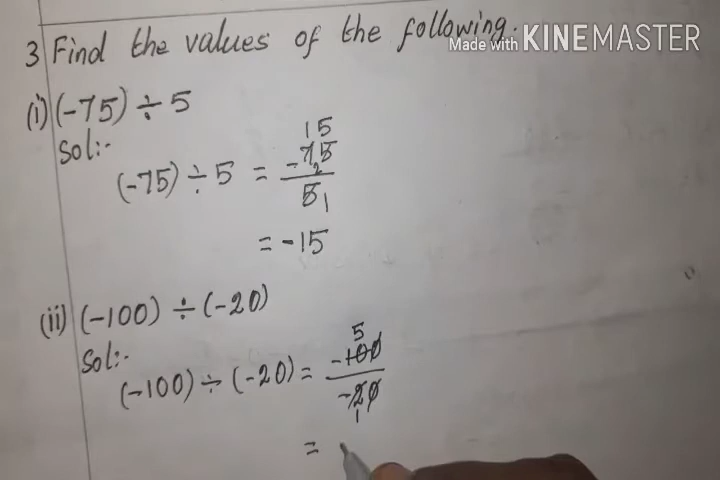 3 Find the values of the following.
Made with KINEMASTER
(i) (-75) ÷ 5
Sol:-
15
(-75) ÷ 5 = -75
2
5 1
= -15
(ii) (-100) ÷ (-20)
Sol:-
5
(-100) ÷ (-20) = -100
-20
1
=